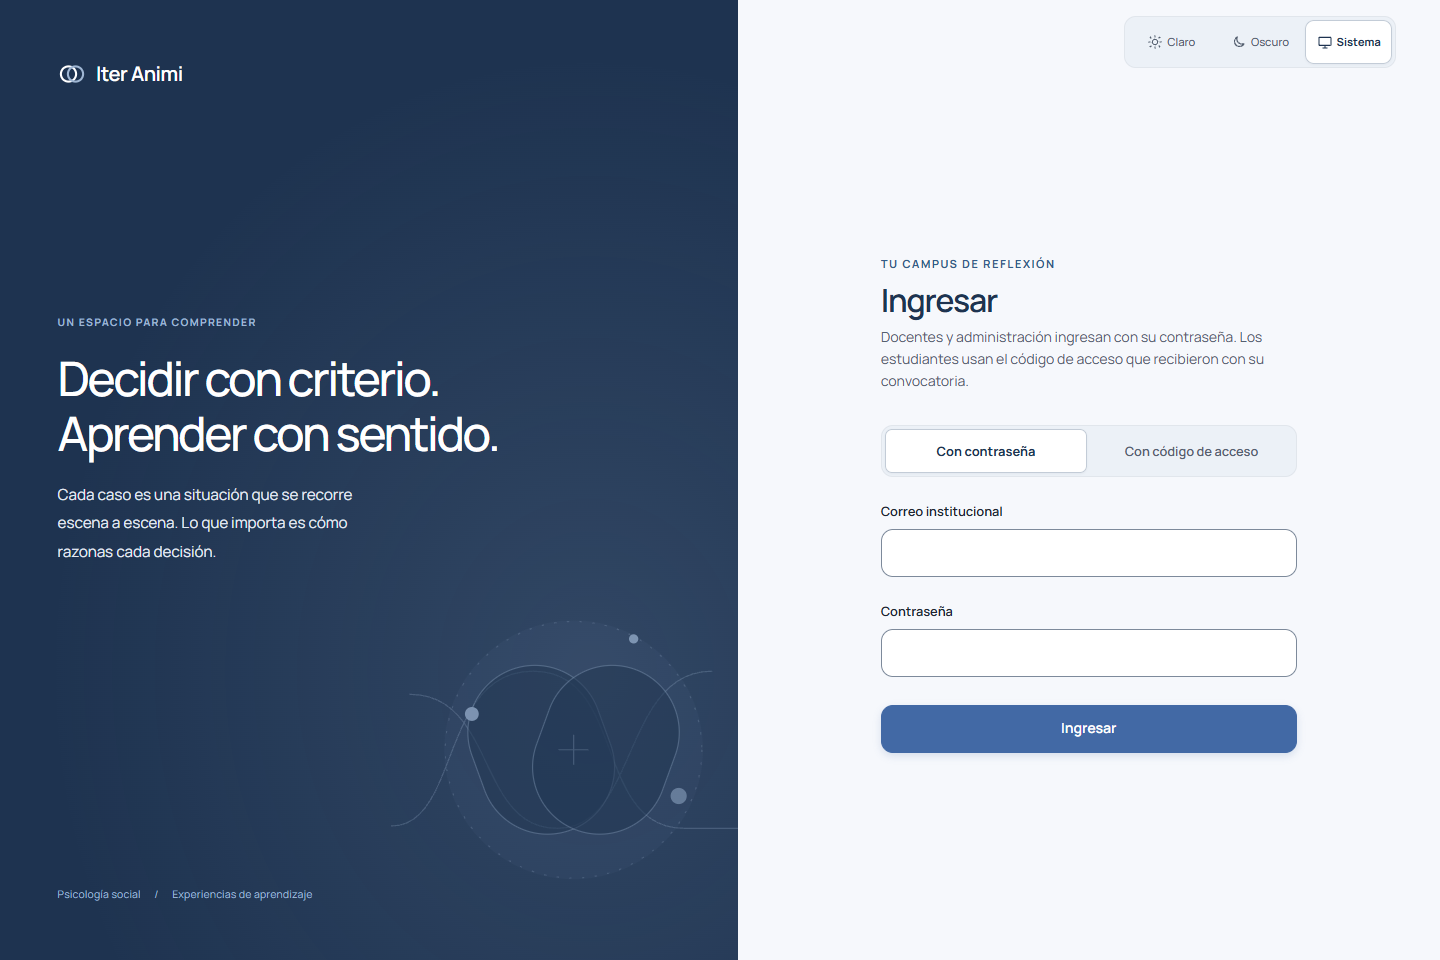 Iter Animi
UN ESPACIO PARA COMPRENDER
Decidir con criterio.
Aprender con sentido.
Cada caso es una situación que se recorre
escena a escena. Lo que importa es cómo
razonas cada decisión.
Psicología social / Experiencias de aprendizaje
Claro
Oscuro
Sistema
TU CAMPUS DE REFLEXIÓN
Ingresar
Docentes y administración ingresan con su contraseña. Los
estudiantes usan el código de acceso que recibieron con su
convocatoria.
Con contraseña
Con código de acceso
Correo institucional
Contraseña
Ingresar